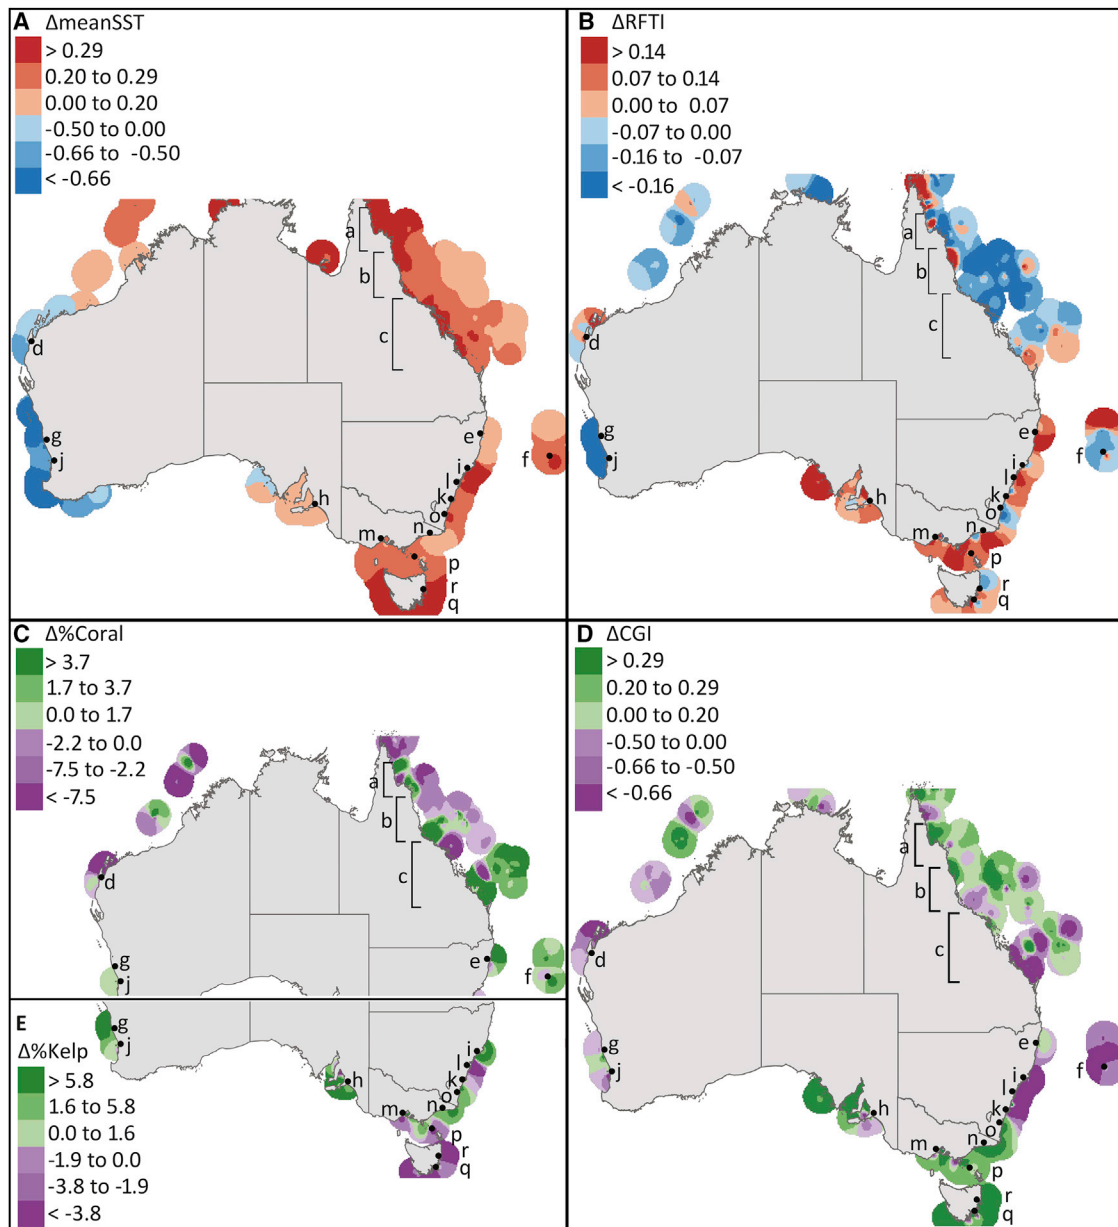 A ΔmeanSST
> 0.29
0.20 to 0.29
0.00 to 0.20
-0.50 to 0.00
-0.66 to -0.50
< -0.66
a
b
c
d
g
j
e
f
i
l
k
h
o
n
m
p
r
q
B ΔRFTI
> 0.14
0.07 to 0.14
0.00 to 0.07
-0.07 to 0.00
-0.16 to -0.07
< -0.16
a
b
c
d
g
j
e
f
i
l
k
h
o
n
m
p
r
q
C Δ%Coral
> 3.7
1.7 to 3.7
0.0 to 1.7
-2.2 to 0.0
-7.5 to -2.2
< -7.5
a
b
c
d
g
j
e
f
D ΔCGI
> 0.29
0.20 to 0.29
0.00 to 0.20
-0.50 to 0.00
-0.66 to -0.50
< -0.66
a
b
c
d
g
j
e
f
i
l
k
h
o
n
m
p
r
q
E
Δ%Kelp
> 5.8
1.6 to 5.8
0.0 to 1.6
-1.9 to 0.0
-3.8 to -1.9
< -3.8
g
j
i
l
k
h
o
n
m
p
r
q